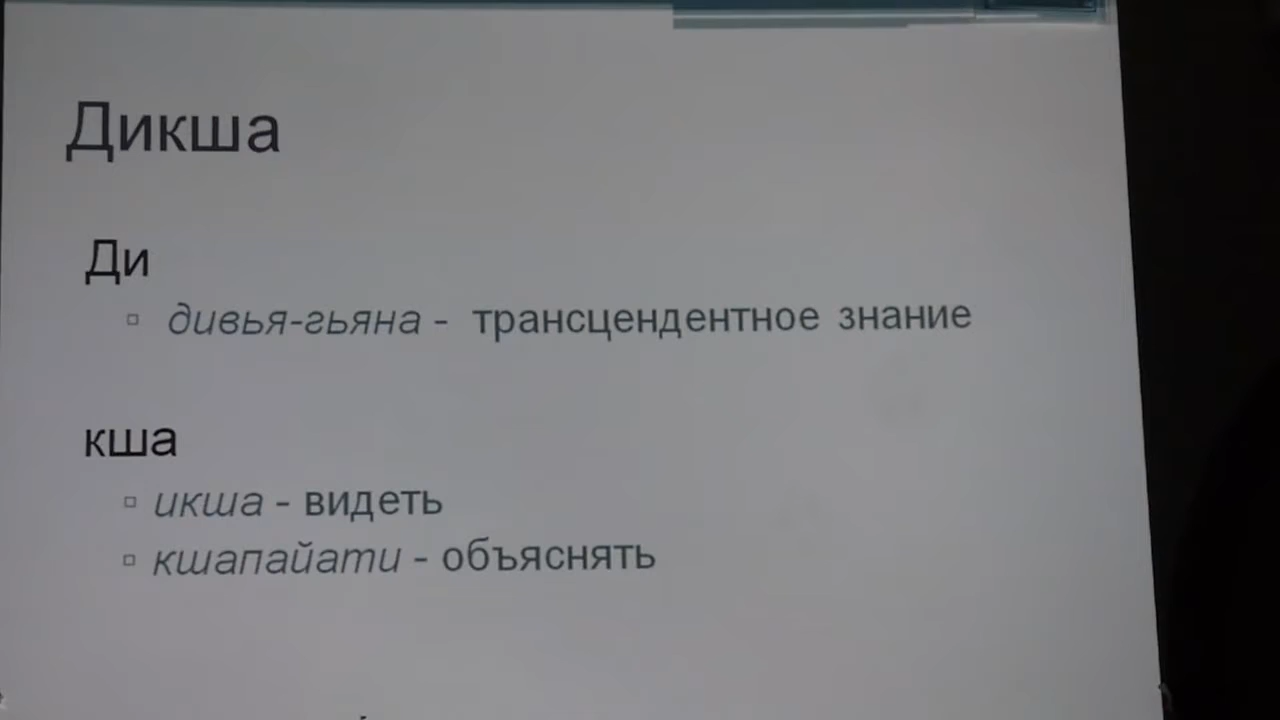 Дикша
Ди
дивья-гьяна - трансцендентное знание
кша
икша - видеть
кшапайати - объяснять